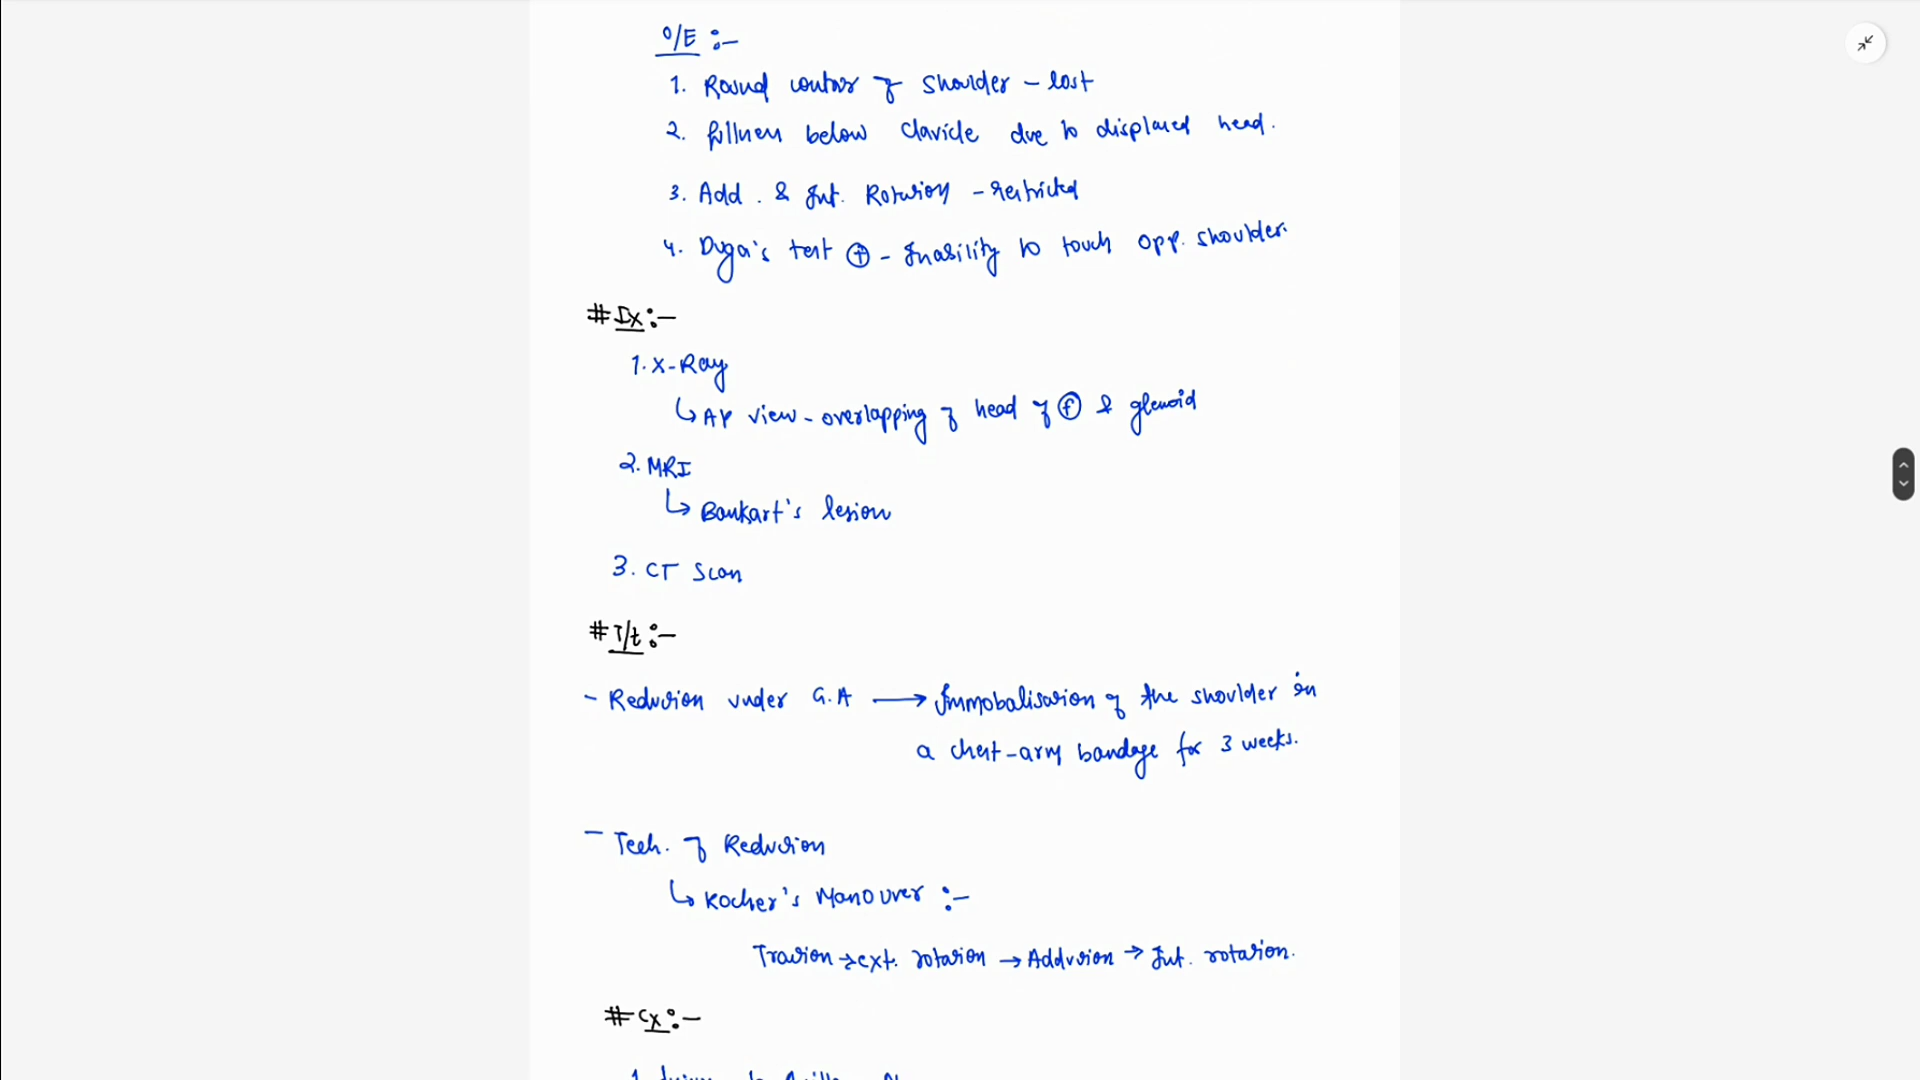 O/E :-
1. Round contour of shoulder - lost
2. fullness below clavicle due to displaced head.
3. Add. & Int. Rotation - restricted
4. Duga's test ⊕ - Inability to touch opp. shoulder.
# Ix :-
1. X-Ray
↳ AP view - overlapping of head of Ⓕ & glenoid
2. MRI
↳ Bankart's lesion
3. CT Scan
# T/t :-
- Reduction under G.A → Immobalisation of the shoulder in
a chest-arm bandage for 3 weeks.
- Tech. of Reduction
↳ Kocher's Manouver :-
Traction → ext. rotation → Adduction → Int. rotation.
# Cx :-